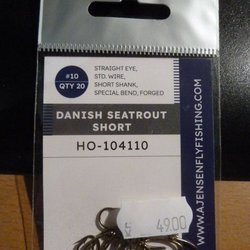 #10
QTY 20
STRAIGHT EYE,
STD. WIRE,
SHORT SHANK,
SPECIAL BEND, FORGED
DANISH SEATROUT
SHORT
HO-104110
49.00
WWW.AJENSENFLYFISHING.COM